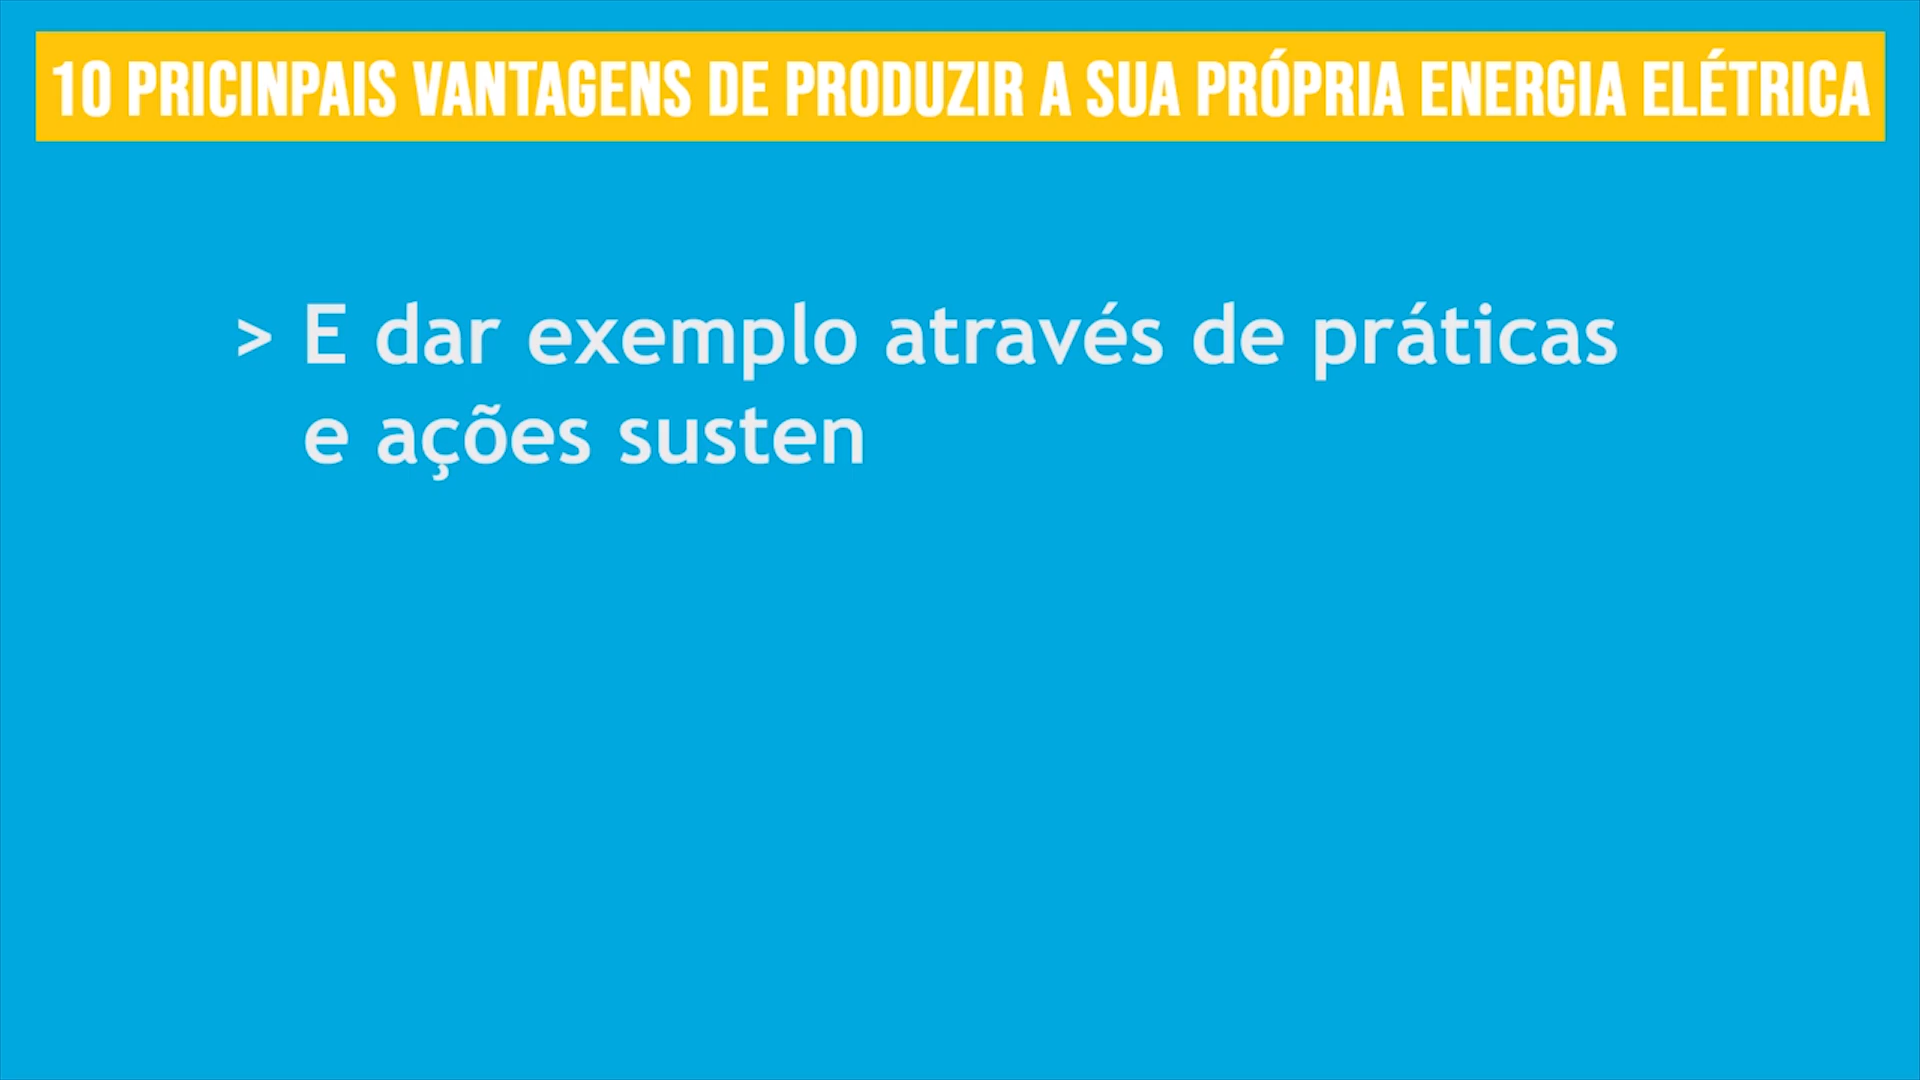 10 PRICINPAIS VANTAGENS DE PRODUZIR A SUA PRÓPRIA ENERGIA ELÉTRICA
> E dar exemplo através de práticas
e ações susten